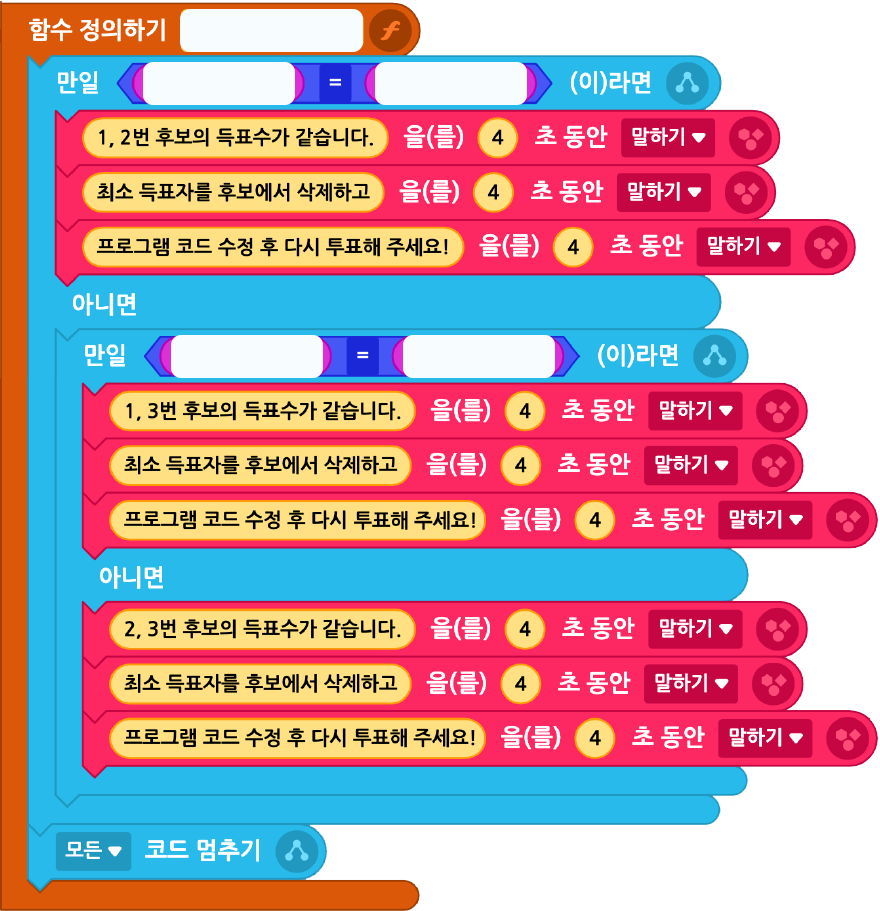 함수 정의하기
만일 = (이)라면
1, 2번 후보의 득표수가 같습니다. 을(를) 4 초 동안 말하기
최소 득표자를 후보에서 삭제하고 을(를) 4 초 동안 말하기
프로그램 코드 수정 후 다시 투표해 주세요! 을(를) 4 초 동안 말하기
아니면
만일 = (이)라면
1, 3번 후보의 득표수가 같습니다. 을(를) 4 초 동안 말하기
최소 득표자를 후보에서 삭제하고 을(를) 4 초 동안 말하기
프로그램 코드 수정 후 다시 투표해 주세요! 을(를) 4 초 동안 말하기
아니면
2, 3번 후보의 득표수가 같습니다. 을(를) 4 초 동안 말하기
최소 득표자를 후보에서 삭제하고 을(를) 4 초 동안 말하기
프로그램 코드 수정 후 다시 투표해 주세요! 을(를) 4 초 동안 말하기
모든 코드 멈추기